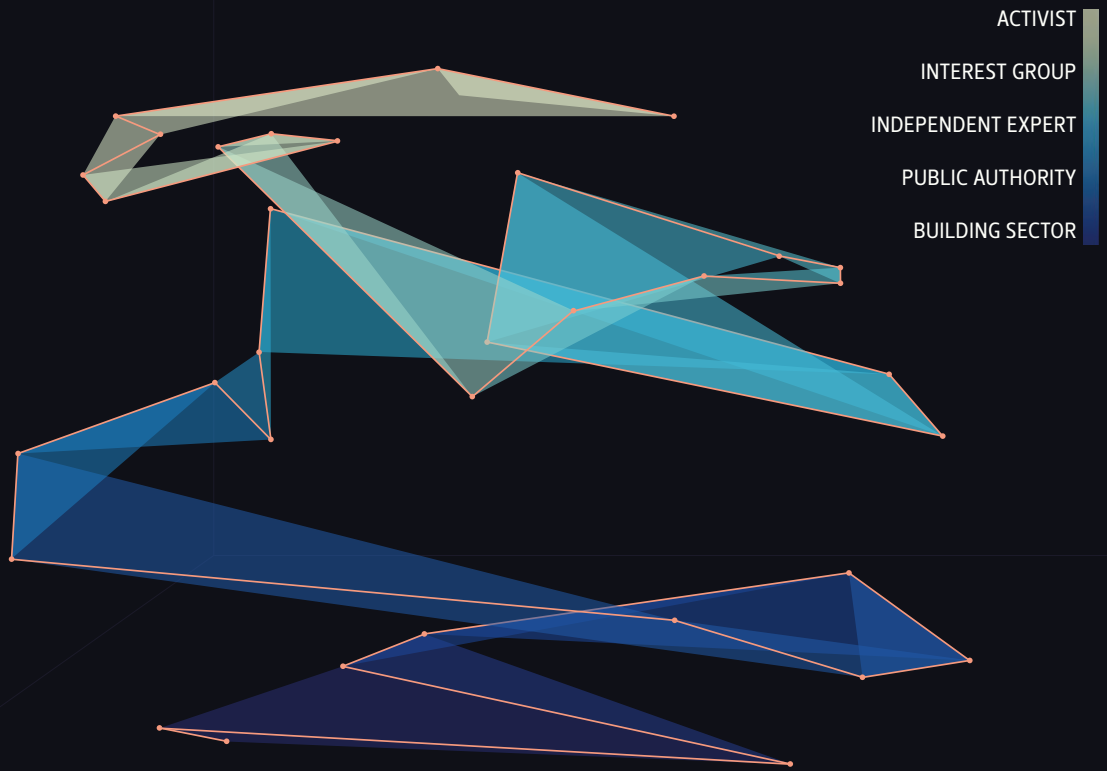 ACTIVIST
INTEREST GROUP
INDEPENDENT EXPERT
PUBLIC AUTHORITY
BUILDING SECTOR